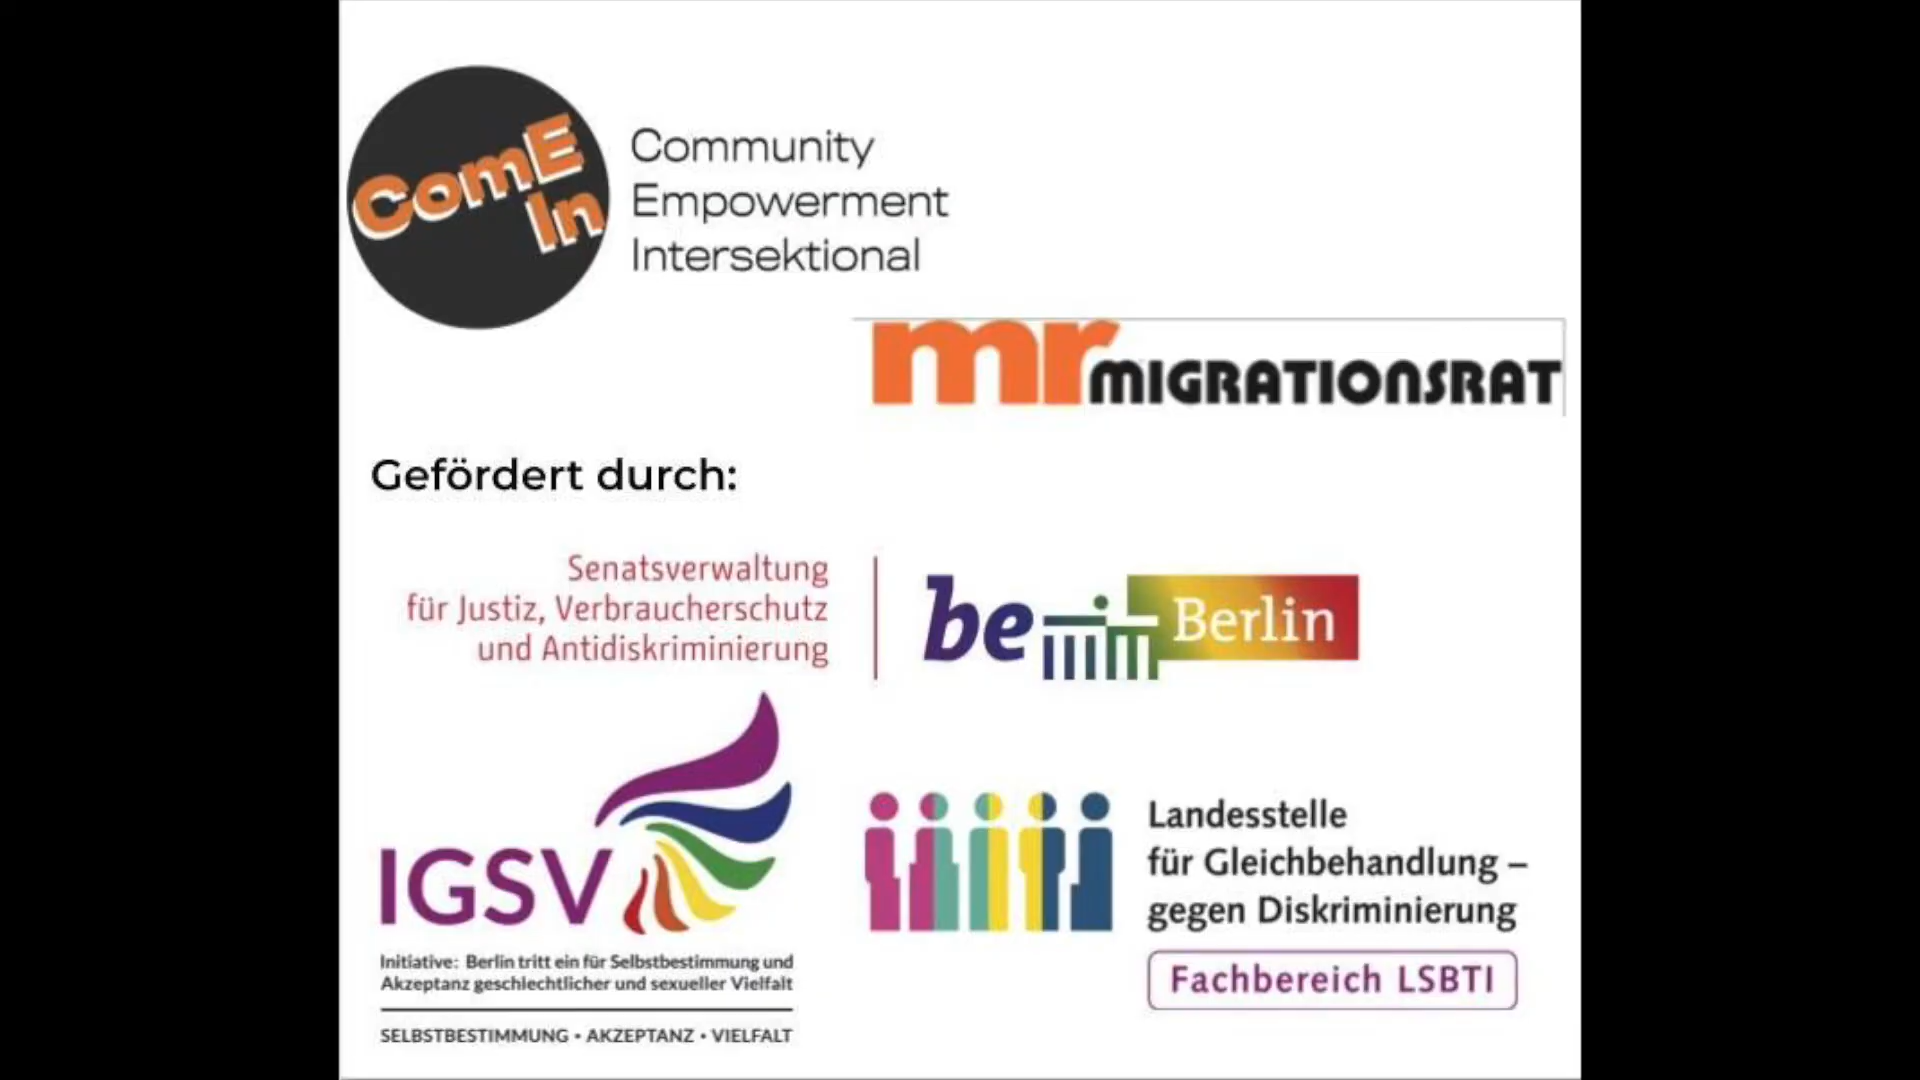 ComE
In
Community
Empowerment
Intersektional
mr MIGRATIONSRAT
Gefördert durch:
Senatsverwaltung
für Justiz, Verbraucherschutz
und Antidiskriminierung
be Berlin
IGSV
Initiative: Berlin tritt ein für Selbstbestimmung und
Akzeptanz geschlechtlicher und sexueller Vielfalt
SELBSTBESTIMMUNG • AKZEPTANZ • VIELFALT
Landesstelle
für Gleichbehandlung –
gegen Diskriminierung
Fachbereich LSBTI